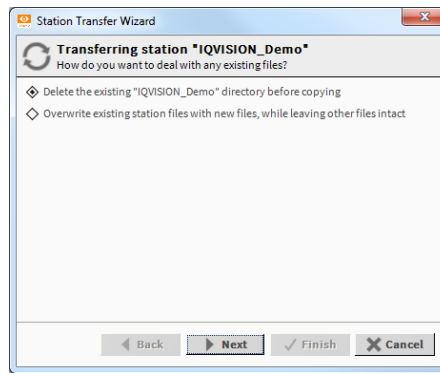 Station Transfer Wizard
Transferring station "IQVISION_Demo"
How do you want to deal with any existing files?
Delete the existing "IQVISION_Demo" directory before copying
Overwrite existing station files with new files, while leaving other files intact
Back Next Finish Cancel